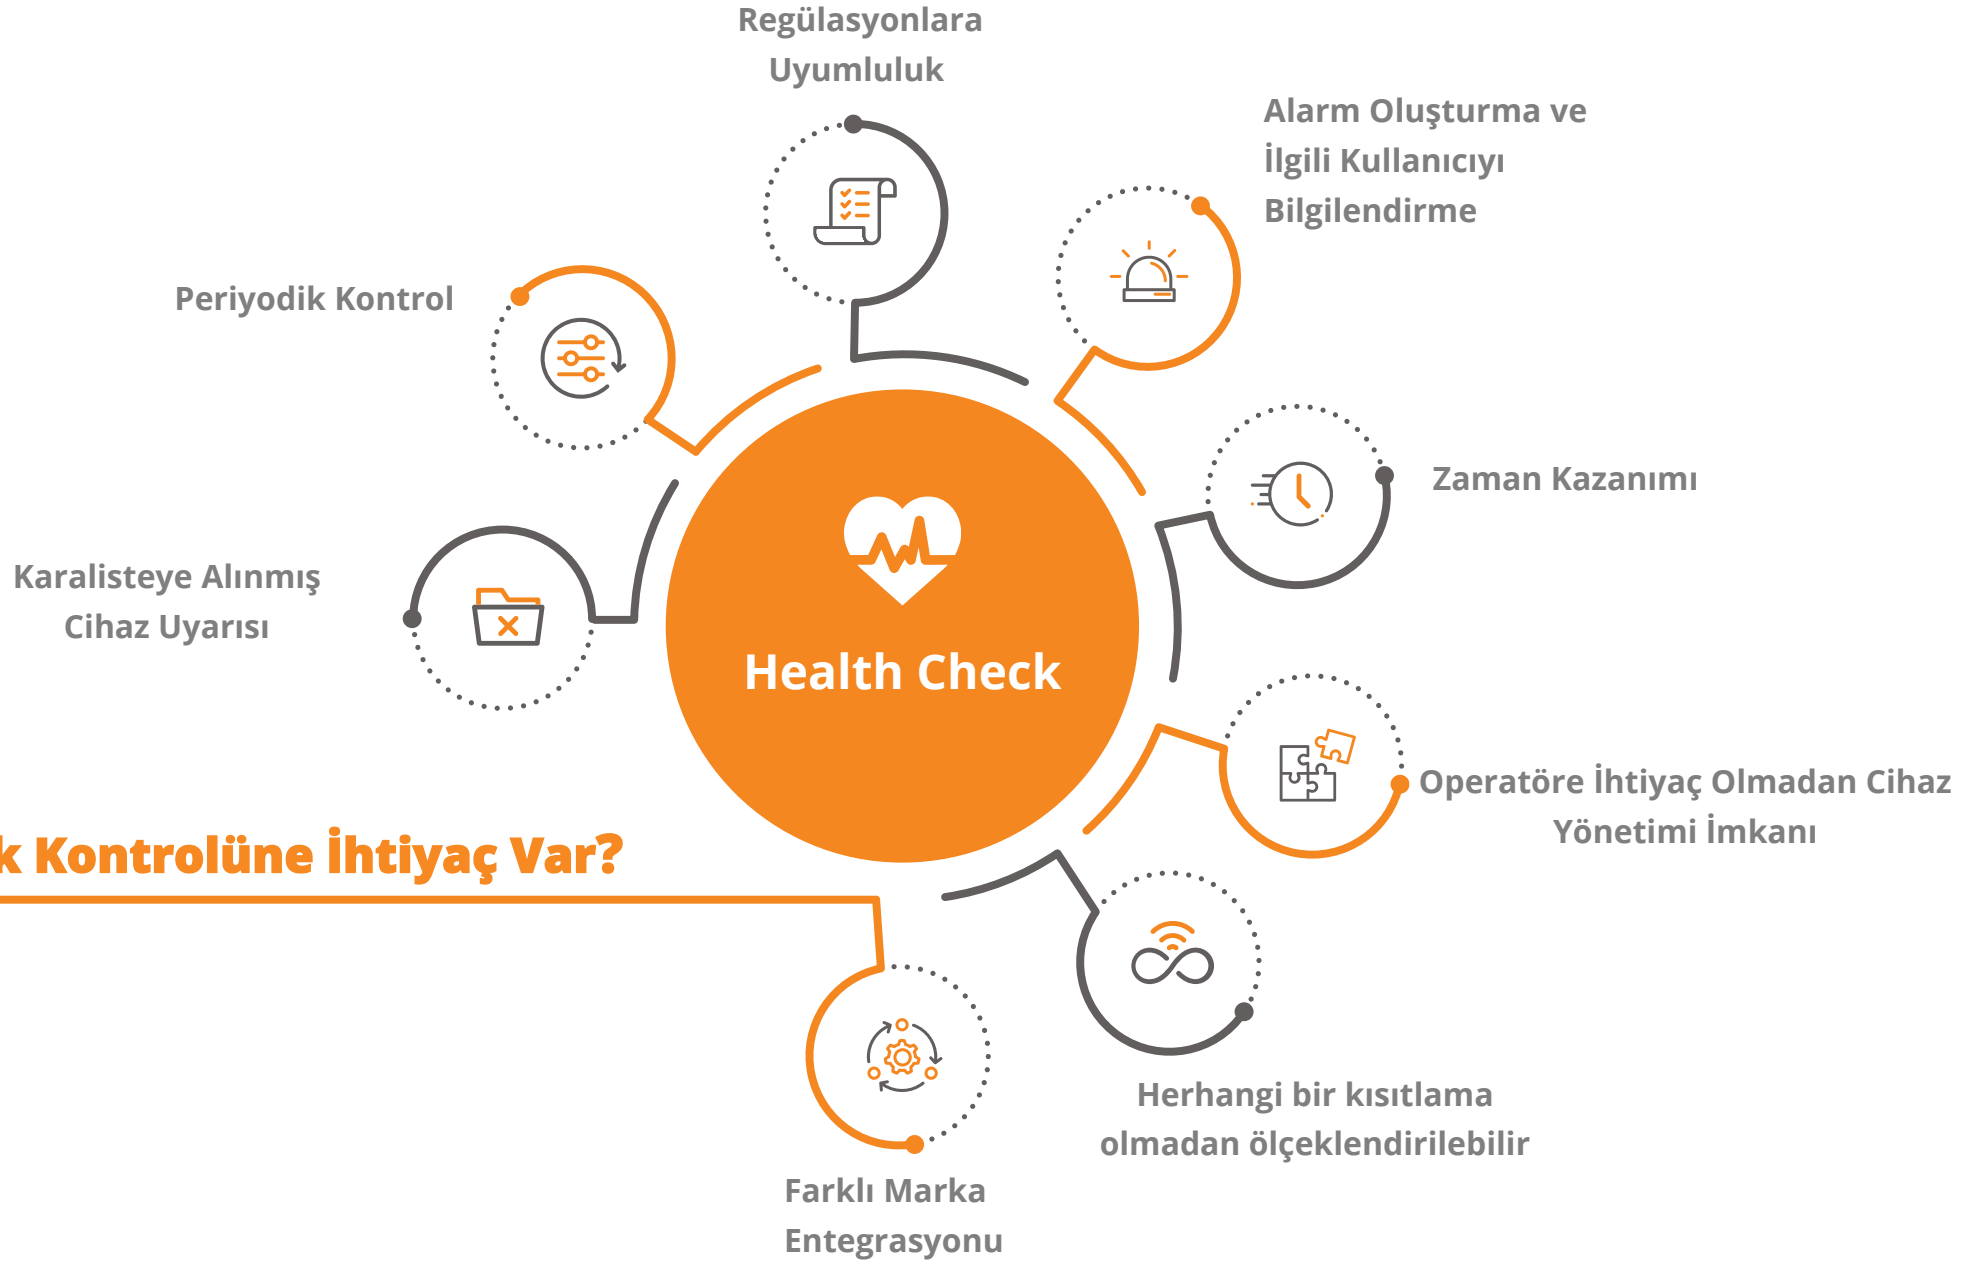 Regülasyonlara
Uyumluluk
Alarm Oluşturma ve
İlgili Kullanıcıyı
Bilgilendirme
Periyodik Kontrol
Zaman Kazanımı
Karalisteye Alınmış
Cihaz Uyarısı
Health Check
Operatöre İhtiyaç Olmadan Cihaz
Yönetimi İmkanı
k Kontrolüne İhtiyaç Var?
Herhangi bir kısıtlama
olmadan ölçeklendirilebilir
Farklı Marka
Entegrasyonu